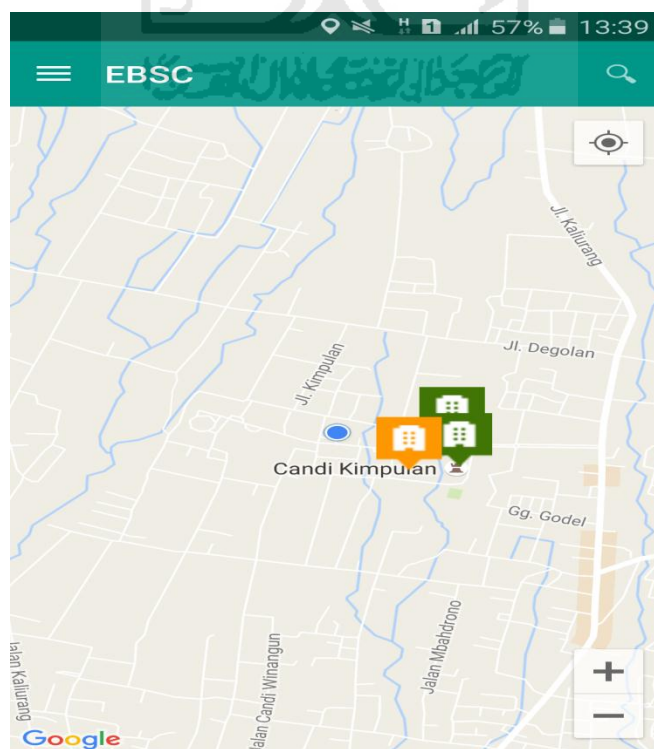 57% 13:39
EBSC
Jl. Kaliurang
Jl. Degolan
Jl. Kimpulan
Candi Kimpulan
Gg. Godel
Jalan Mbahdrono
Jalan Candi Winangun
Jalan Kaliurang
Google